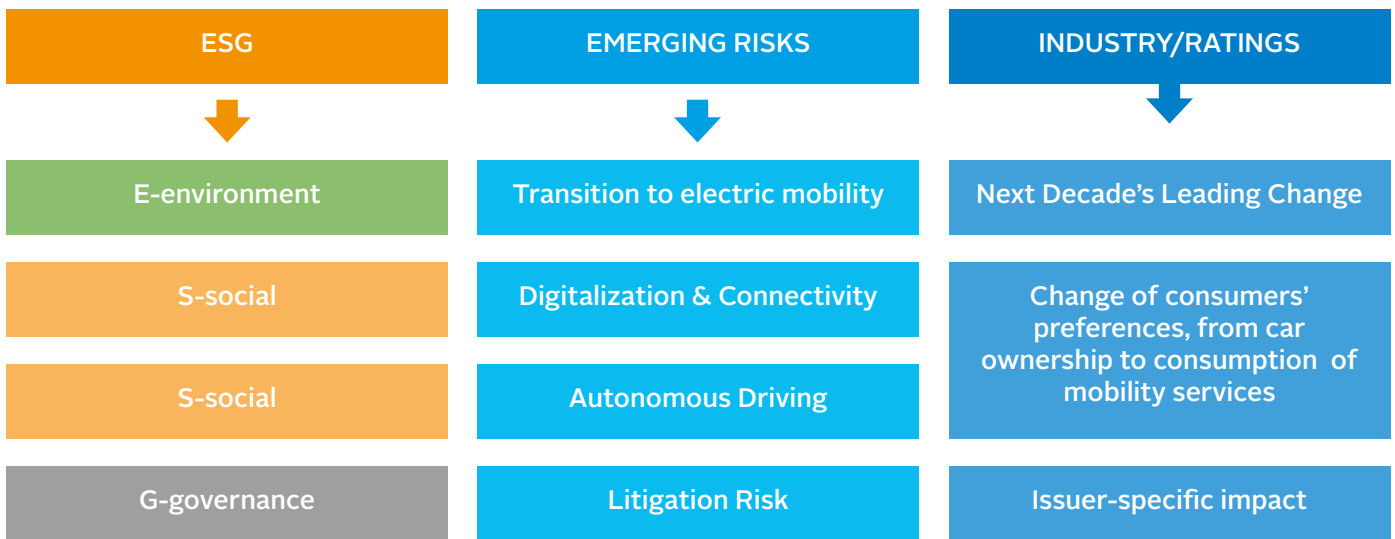 ESG
EMERGING RISKS
INDUSTRY/RATINGS
E-environment
Transition to electric mobility
Next Decade’s Leading Change
S-social
Digitalization & Connectivity
Change of consumers’
preferences, from car
ownership to consumption of
mobility services
S-social
Autonomous Driving
G-governance
Litigation Risk
Issuer-specific impact